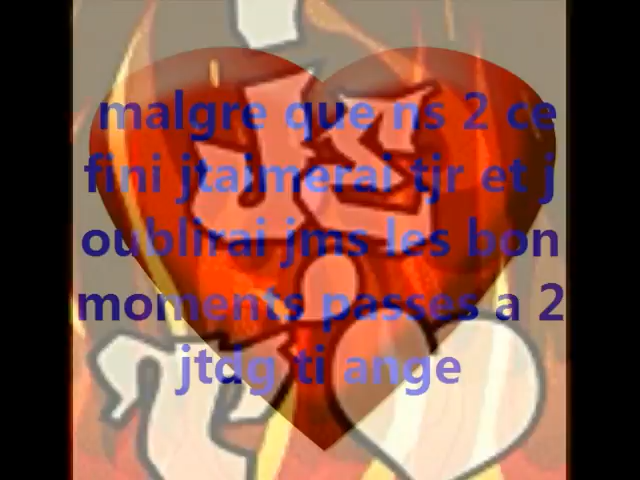 malgre que ns 2 ce
fini jtaimerai tjr et j
oublirai jms les bon
moments passes a 2
jtdg ti ange